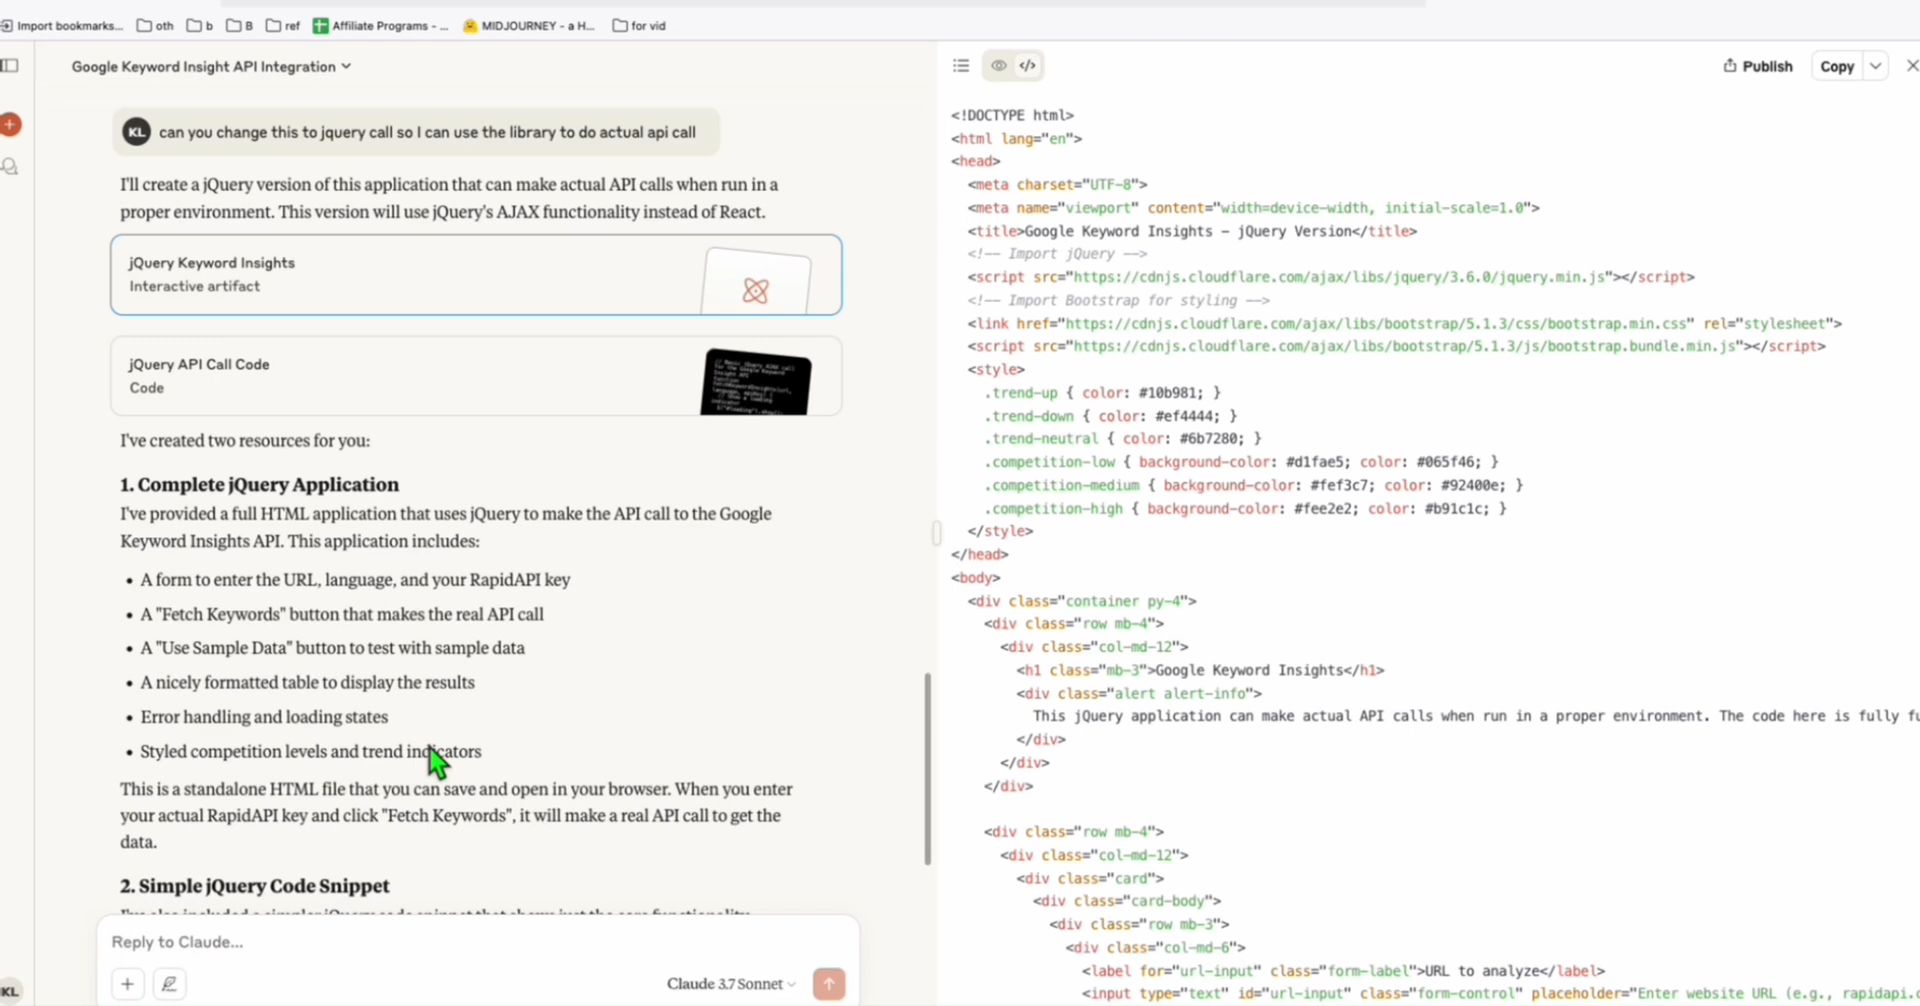 Import bookmarks... oth b B ref Affiliate Programs - ... MIDJOURNEY - a H... for vid
Google Keyword Insight API Integration
KL can you change this to jquery call so I can use the library to do actual api call
I'll create a jQuery version of this application that can make actual API calls when run in a
proper environment. This version will use jQuery's AJAX functionality instead of React.
jQuery Keyword Insights
Interactive artifact
jQuery API Call Code
Code
I've created two resources for you:
1. Complete jQuery Application
I've provided a full HTML application that uses jQuery to make the API call to the Google
Keyword Insights API. This application includes:
• A form to enter the URL, language, and your RapidAPI key
• A "Fetch Keywords" button that makes the real API call
• A "Use Sample Data" button to test with sample data
• A nicely formatted table to display the results
• Error handling and loading states
• Styled competition levels and trend indicators
This is a standalone HTML file that you can save and open in your browser. When you enter
your actual RapidAPI key and click "Fetch Keywords", it will make a real API call to get the
data.
2. Simple jQuery Code Snippet
Reply to Claude...
Claude 3.7 Sonnet
KL
Publish Copy
<!DOCTYPE html>
<html lang="en">
<head>
<meta charset="UTF-8">
<meta name="viewport" content="width=device-width, initial-scale=1.0">
<title>Google Keyword Insights - jQuery Version</title>
<!-- Import jQuery -->
<script src="https://cdnjs.cloudflare.com/ajax/libs/jquery/3.6.0/jquery.min.js"></script>
<!-- Import Bootstrap for styling -->
<link href="https://cdnjs.cloudflare.com/ajax/libs/bootstrap/5.1.3/css/bootstrap.min.css" rel="stylesheet">
<script src="https://cdnjs.cloudflare.com/ajax/libs/bootstrap/5.1.3/js/bootstrap.bundle.min.js"></script>
<style>
.trend-up { color: #10b981; }
.trend-down { color: #ef4444; }
.trend-neutral { color: #6b7280; }
.competition-low { background-color: #d1fae5; color: #065f46; }
.competition-medium { background-color: #fef3c7; color: #92400e; }
.competition-high { background-color: #fee2e2; color: #b91c1c; }
</style>
</head>
<body>
<div class="container py-4">
<div class="row mb-4">
<div class="col-md-12">
<h1 class="mb-3">Google Keyword Insights</h1>
<div class="alert alert-info">
This jQuery application can make actual API calls when run in a proper environment. The code here is fully fu
</div>
</div>
</div>
<div class="row mb-4">
<div class="col-md-12">
<div class="card">
<div class="card-body">
<div class="row mb-3">
<div class="col-md-6">
<label for="url-input" class="form-label">URL to analyze</label>
<input type="text" id="url-input" class="form-control" placeholder="Enter website URL (e.g., rapidapi.c